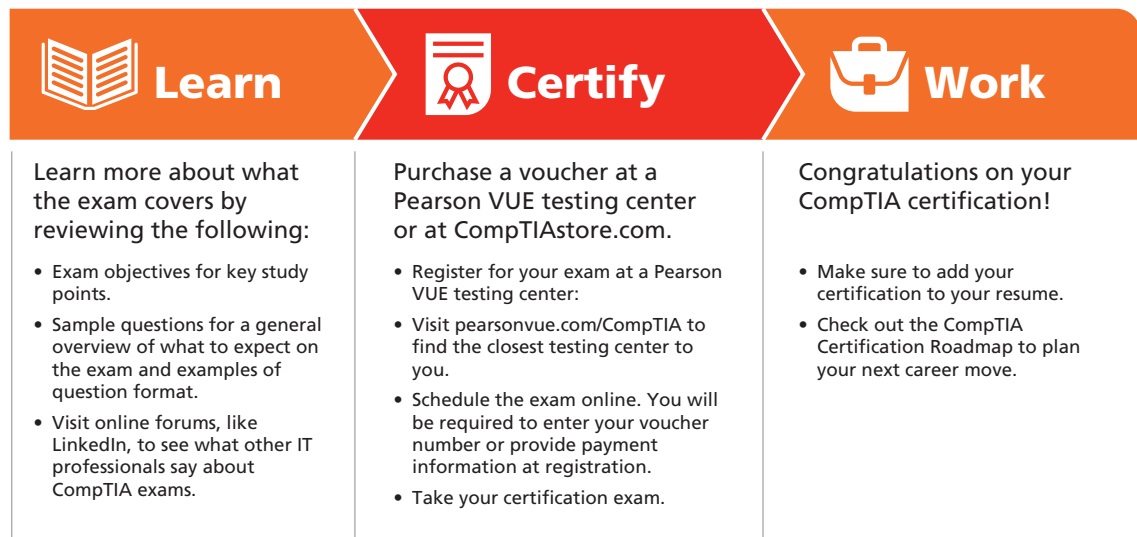 Learn
Certify
Work
Learn more about what
the exam covers by
reviewing the following:
• Exam objectives for key study
points.
• Sample questions for a general
overview of what to expect on
the exam and examples of
question format.
• Visit online forums, like
LinkedIn, to see what other IT
professionals say about
CompTIA exams.
Purchase a voucher at a
Pearson VUE testing center
or at CompTIAstore.com.
• Register for your exam at a Pearson
VUE testing center:
• Visit pearsonvue.com/CompTIA to
find the closest testing center to
you.
• Schedule the exam online. You will
be required to enter your voucher
number or provide payment
information at registration.
• Take your certification exam.
Congratulations on your
CompTIA certification!
• Make sure to add your
certification to your resume.
• Check out the CompTIA
Certification Roadmap to plan
your next career move.